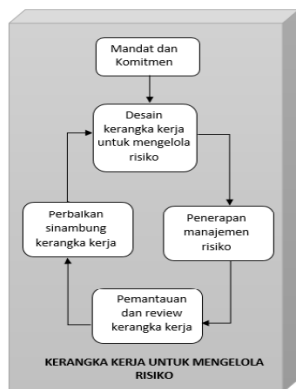 Mandat dan
Komitmen
Desain
kerangka kerja
untuk mengelola
risiko
Perbaikan
sinambung
kerangka kerja
Penerapan
manajemen
risiko
Pemantauan
dan review
kerangka kerja
KERANGKA KERJA UNTUK MENGELOLA
RISIKO